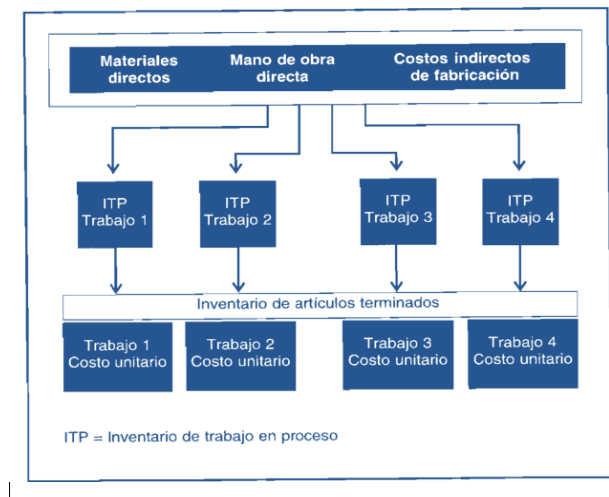 Materiales
directos
Mano de obra
directa
Costos indirectos
de fabricación
ITP
Trabajo 1
ITP
Trabajo 2
ITP
Trabajo 3
ITP
Trabajo 4
Inventario de artículos terminados
Trabajo 1
Costo unitario
Trabajo 2
Costo unitario
Trabajo 3
Costo unitario
Trabajo 4
Costo unitario
ITP = Inventario de trabajo en proceso